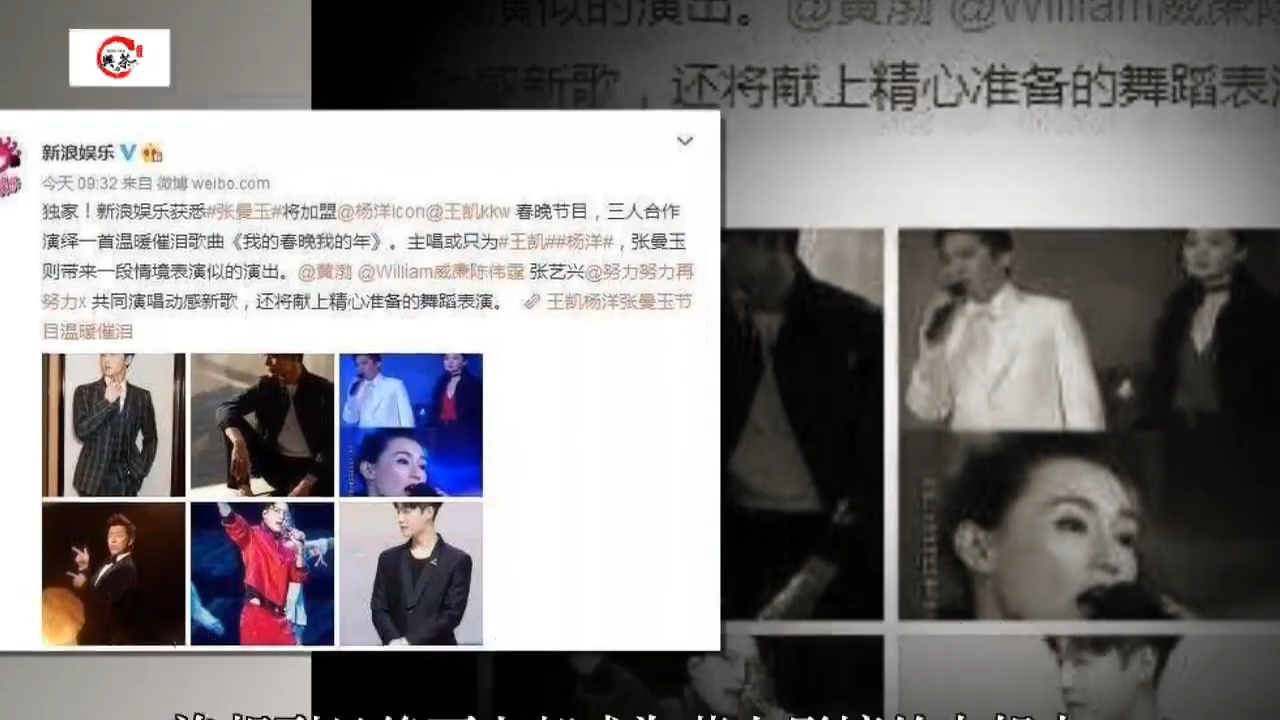 興茶
演似的演出。 @黄渤 @William威廉陈
动感新歌，还将献上精心准备的舞蹈表演
新浪娱乐
今天 09:32 来自 微博 weibo.com
独家！新浪娱乐获悉#张曼玉#将加盟@杨洋icon@王凯kkw 春晚节目，三人合作
演绎一首温暖催泪歌曲《我的春晚我的年》。主唱或只为#王凯##杨洋#，张曼玉
则带来一段情境表演似的演出。@黄渤 @William威廉陈伟霆 张艺兴@努力努力再
努力x 共同演唱动感新歌，还将献上精心准备的舞蹈表演。 王凯杨洋张曼玉节
目温暖催泪